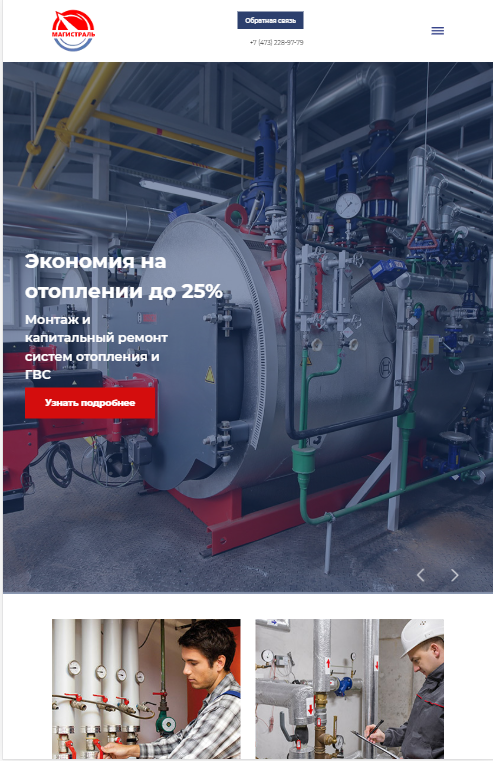 Обратная связь
МАГИСТРАЛЬ
+7 (473) 228-97-79
Экономия на
отоплении до 25%
Монтаж и
капитальный ремонт
систем отопления и
ГВС
Узнать подробнее